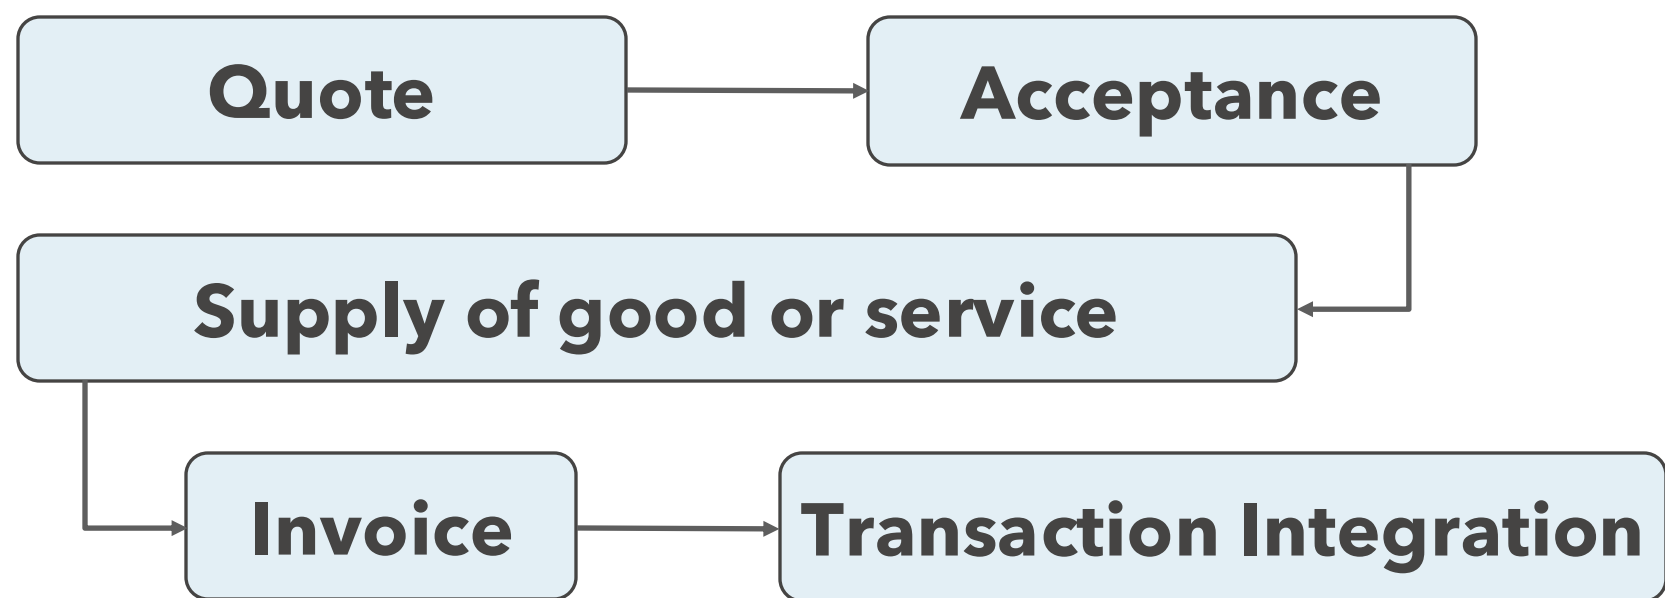 Quote
Acceptance
Supply of good or service
Invoice
Transaction Integration